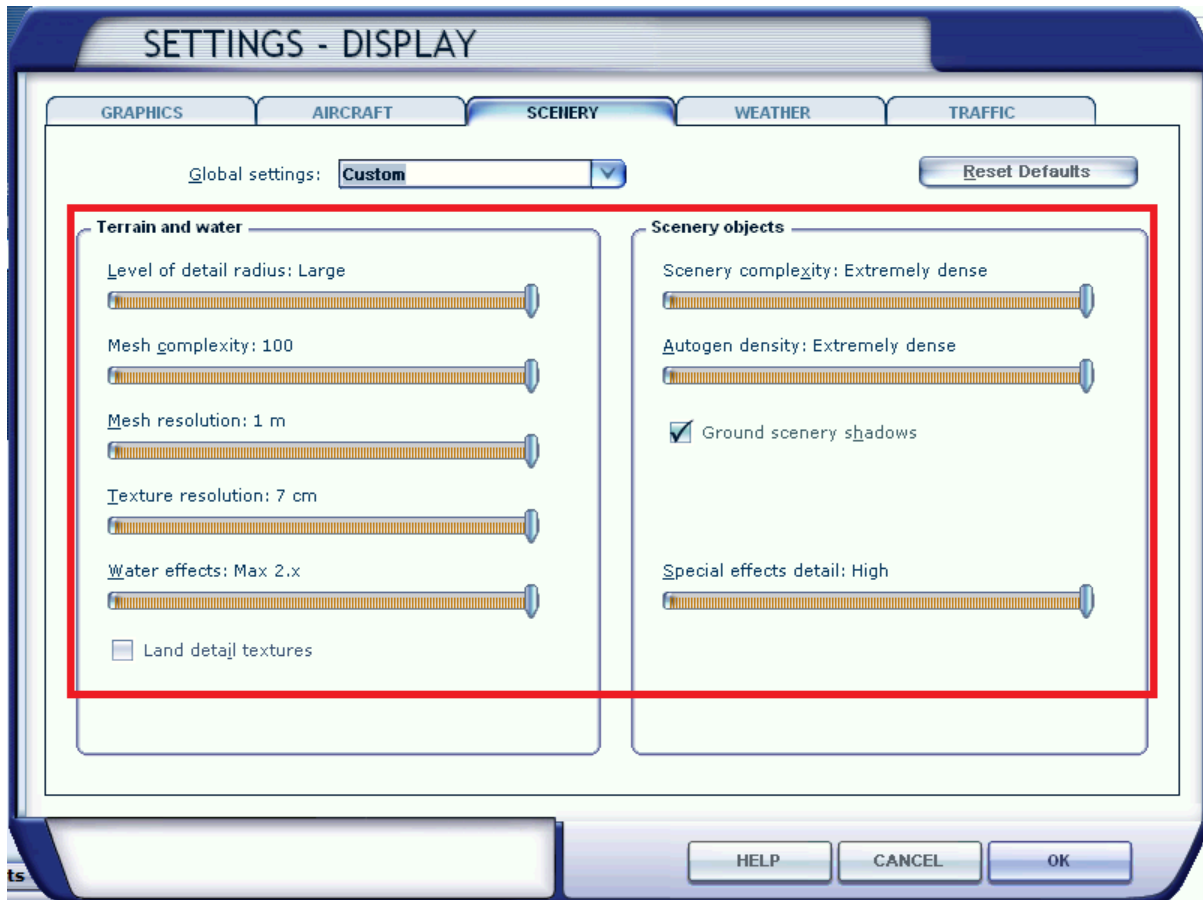 SETTINGS - DISPLAY
GRAPHICS AIRCRAFT SCENERY WEATHER TRAFFIC
Global settings: Custom Reset Defaults
Terrain and water
Level of detail radius: Large
Mesh complexity: 100
Mesh resolution: 1 m
Texture resolution: 7 cm
Water effects: Max 2.x
Land detail textures
Scenery objects
Scenery complexity: Extremely dense
Autogen density: Extremely dense
Ground scenery shadows
Special effects detail: High
ts
HELP CANCEL OK